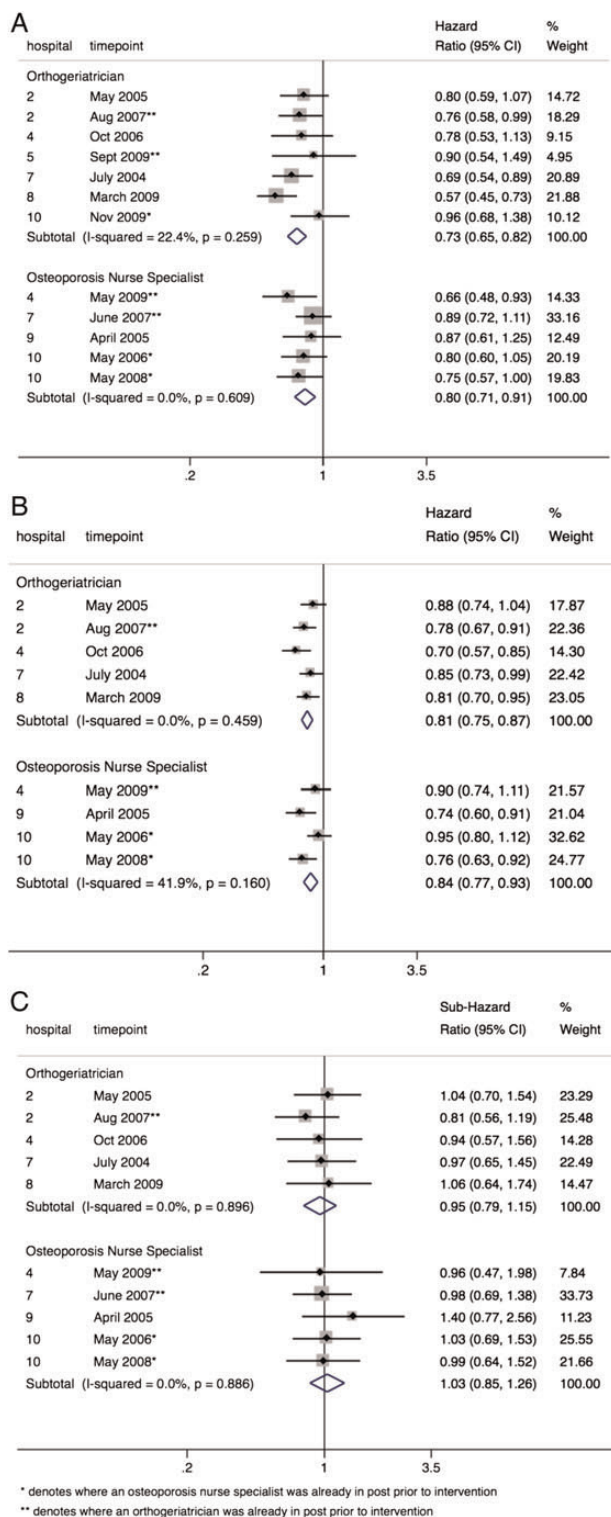 A
Hazard %
hospital timepoint Ratio (95% CI) Weight
Orthogeriatrician
2 May 2005 0.80 (0.59, 1.07) 14.72
2 Aug 2007** 0.76 (0.58, 0.99) 18.29
4 Oct 2006 0.78 (0.53, 1.13) 9.15
5 Sept 2009** 0.90 (0.54, 1.49) 4.95
7 July 2004 0.69 (0.54, 0.89) 20.89
8 March 2009 0.57 (0.45, 0.73) 21.88
10 Nov 2009* 0.96 (0.68, 1.38) 10.12
Subtotal (I-squared = 22.4%, p = 0.259) 0.73 (0.65, 0.82) 100.00
Osteoporosis Nurse Specialist
4 May 2009** 0.66 (0.48, 0.93) 14.33
7 June 2007** 0.89 (0.72, 1.11) 33.16
9 April 2005 0.87 (0.61, 1.25) 12.49
10 May 2006* 0.80 (0.60, 1.05) 20.19
10 May 2008* 0.75 (0.57, 1.00) 19.83
Subtotal (I-squared = 0.0%, p = 0.609) 0.80 (0.71, 0.91) 100.00
.2 1 3.5
B
Hazard %
hospital timepoint Ratio (95% CI) Weight
Orthogeriatrician
2 May 2005 0.88 (0.74, 1.04) 17.87
2 Aug 2007** 0.78 (0.67, 0.91) 22.36
4 Oct 2006 0.70 (0.57, 0.85) 14.30
7 July 2004 0.85 (0.73, 0.99) 22.42
8 March 2009 0.81 (0.70, 0.95) 23.05
Subtotal (I-squared = 0.0%, p = 0.459) 0.81 (0.75, 0.87) 100.00
Osteoporosis Nurse Specialist
4 May 2009** 0.90 (0.74, 1.11) 21.57
9 April 2005 0.74 (0.60, 0.91) 21.04
10 May 2006* 0.95 (0.80, 1.12) 32.62
10 May 2008* 0.76 (0.63, 0.92) 24.77
Subtotal (I-squared = 41.9%, p = 0.160) 0.84 (0.77, 0.93) 100.00
.2 1 3.5
C
Sub-Hazard %
hospital timepoint Ratio (95% CI) Weight
Orthogeriatrician
2 May 2005 1.04 (0.70, 1.54) 23.29
2 Aug 2007** 0.81 (0.56, 1.19) 25.48
4 Oct 2006 0.94 (0.57, 1.56) 14.28
7 July 2004 0.97 (0.65, 1.45) 22.49
8 March 2009 1.06 (0.64, 1.74) 14.47
Subtotal (I-squared = 0.0%, p = 0.896) 0.95 (0.79, 1.15) 100.00
Osteoporosis Nurse Specialist
4 May 2009** 0.96 (0.47, 1.98) 7.84
7 June 2007** 0.98 (0.69, 1.38) 33.73
9 April 2005 1.40 (0.77, 2.56) 11.23
10 May 2006* 1.03 (0.69, 1.53) 25.55
10 May 2008* 0.99 (0.64, 1.52) 21.66
Subtotal (I-squared = 0.0%, p = 0.886) 1.03 (0.85, 1.26) 100.00
.2 1 3.5
* denotes where an osteoporosis nurse specialist was already in post prior to intervention
** denotes where an orthogeriatrician was already in post prior to intervention